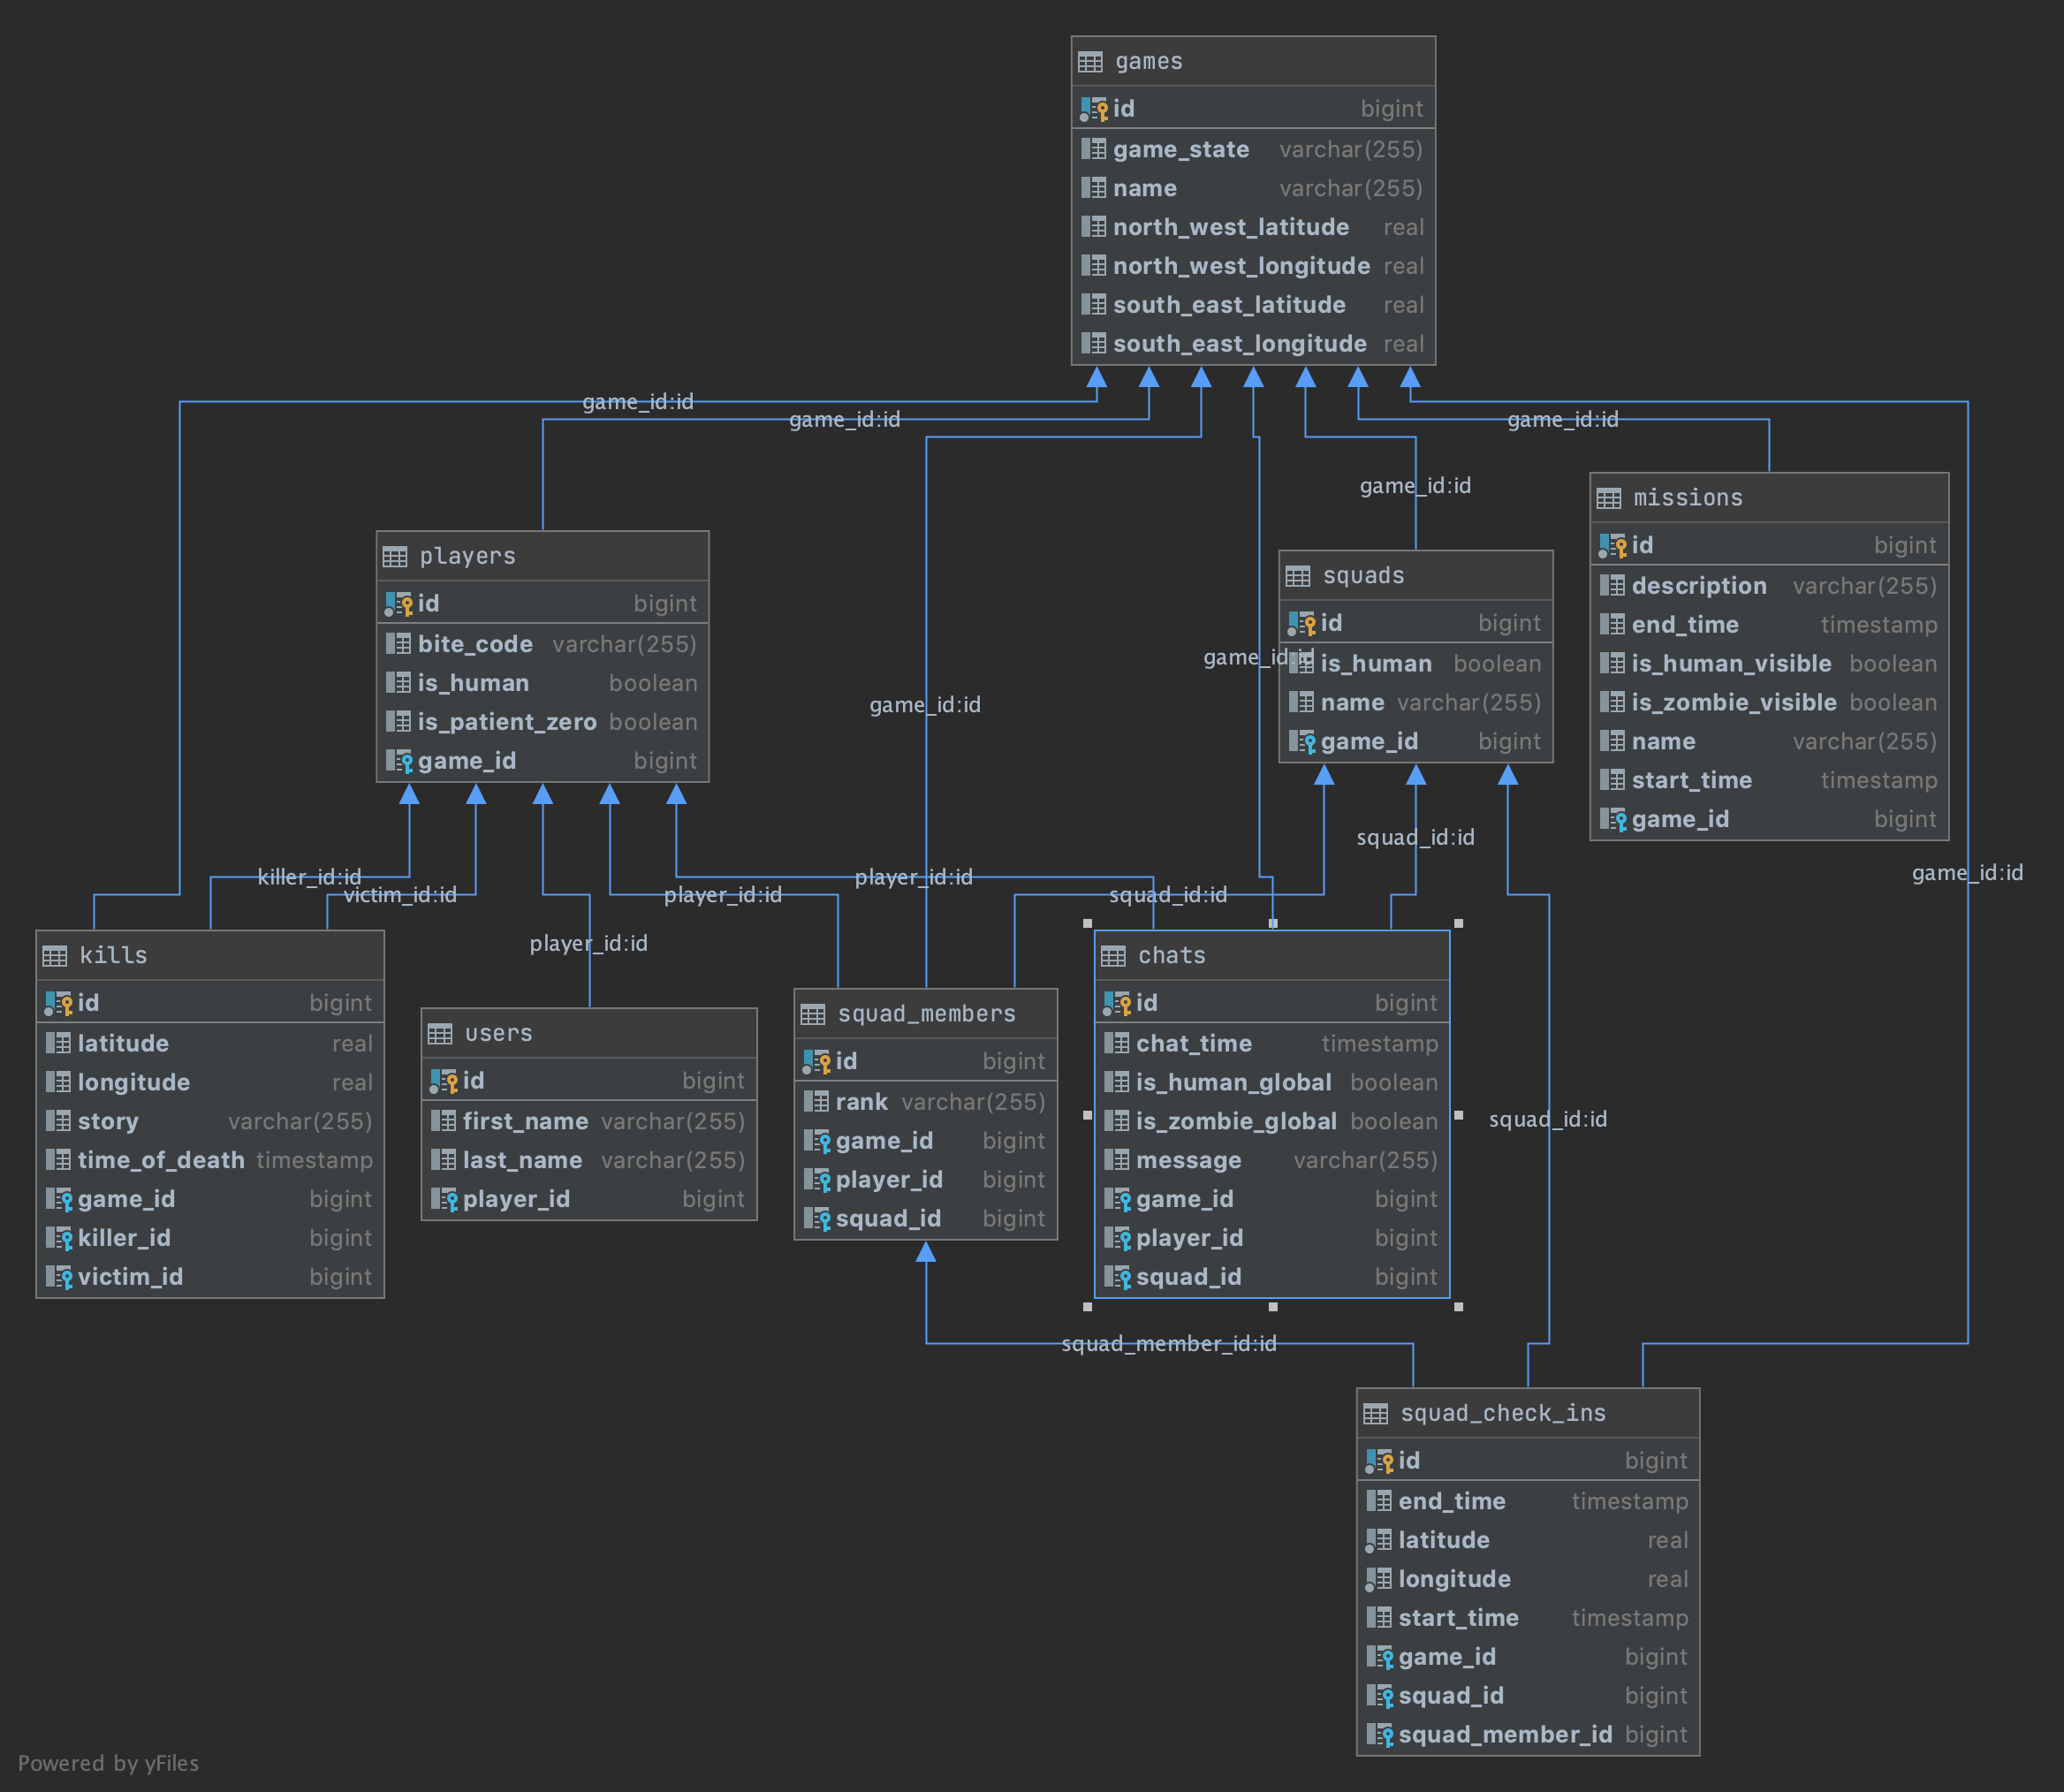 games
id bigint
game_state varchar(255)
name varchar(255)
north_west_latitude real
north_west_longitude real
south_east_latitude real
south_east_longitude real
game_id:id
game_id:id
game_id:id
game_id:id
game_id:id
game_id:id
game_id:id
players
id bigint
bite_code varchar(255)
is_human boolean
is_patient_zero boolean
game_id bigint
squads
id bigint
is_human boolean
name varchar(255)
game_id bigint
missions
id bigint
description varchar(255)
end_time timestamp
is_human_visible boolean
is_zombie_visible boolean
name varchar(255)
start_time timestamp
game_id bigint
killer_id:id
victim_id:id
player_id:id
player_id:id
player_id:id
squad_id:id
squad_id:id
squad_id:id
kills
id bigint
latitude real
longitude real
story varchar(255)
time_of_death timestamp
game_id bigint
killer_id bigint
victim_id bigint
users
id bigint
first_name varchar(255)
last_name varchar(255)
player_id bigint
squad_members
id bigint
rank varchar(255)
game_id bigint
player_id bigint
squad_id bigint
chats
id bigint
chat_time timestamp
is_human_global boolean
is_zombie_global boolean
message varchar(255)
game_id bigint
player_id bigint
squad_id bigint
squad_member_id:id
squad_check_ins
id bigint
end_time timestamp
latitude real
longitude real
start_time timestamp
game_id bigint
squad_id bigint
squad_member_id bigint
Powered by yFiles